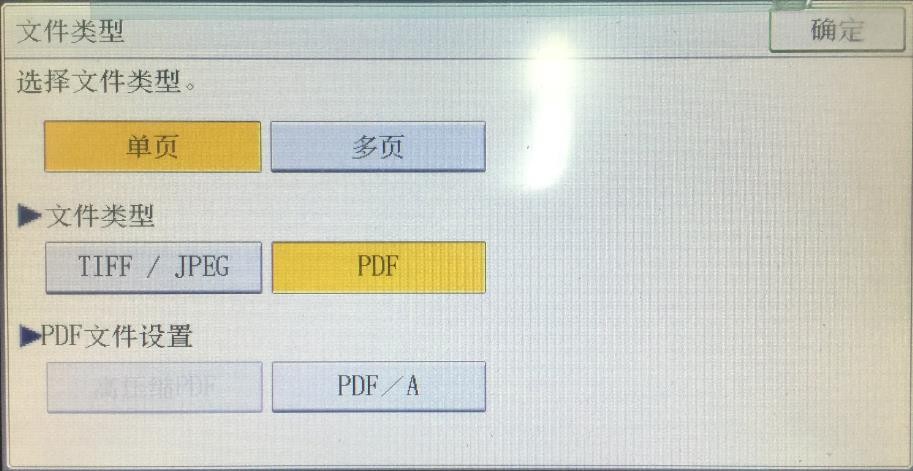 文件类型 确定
选择文件类型。
单页 多页
▶文件类型
TIFF / JPEG PDF
▶PDF文件设置
高压缩PDF PDF/A